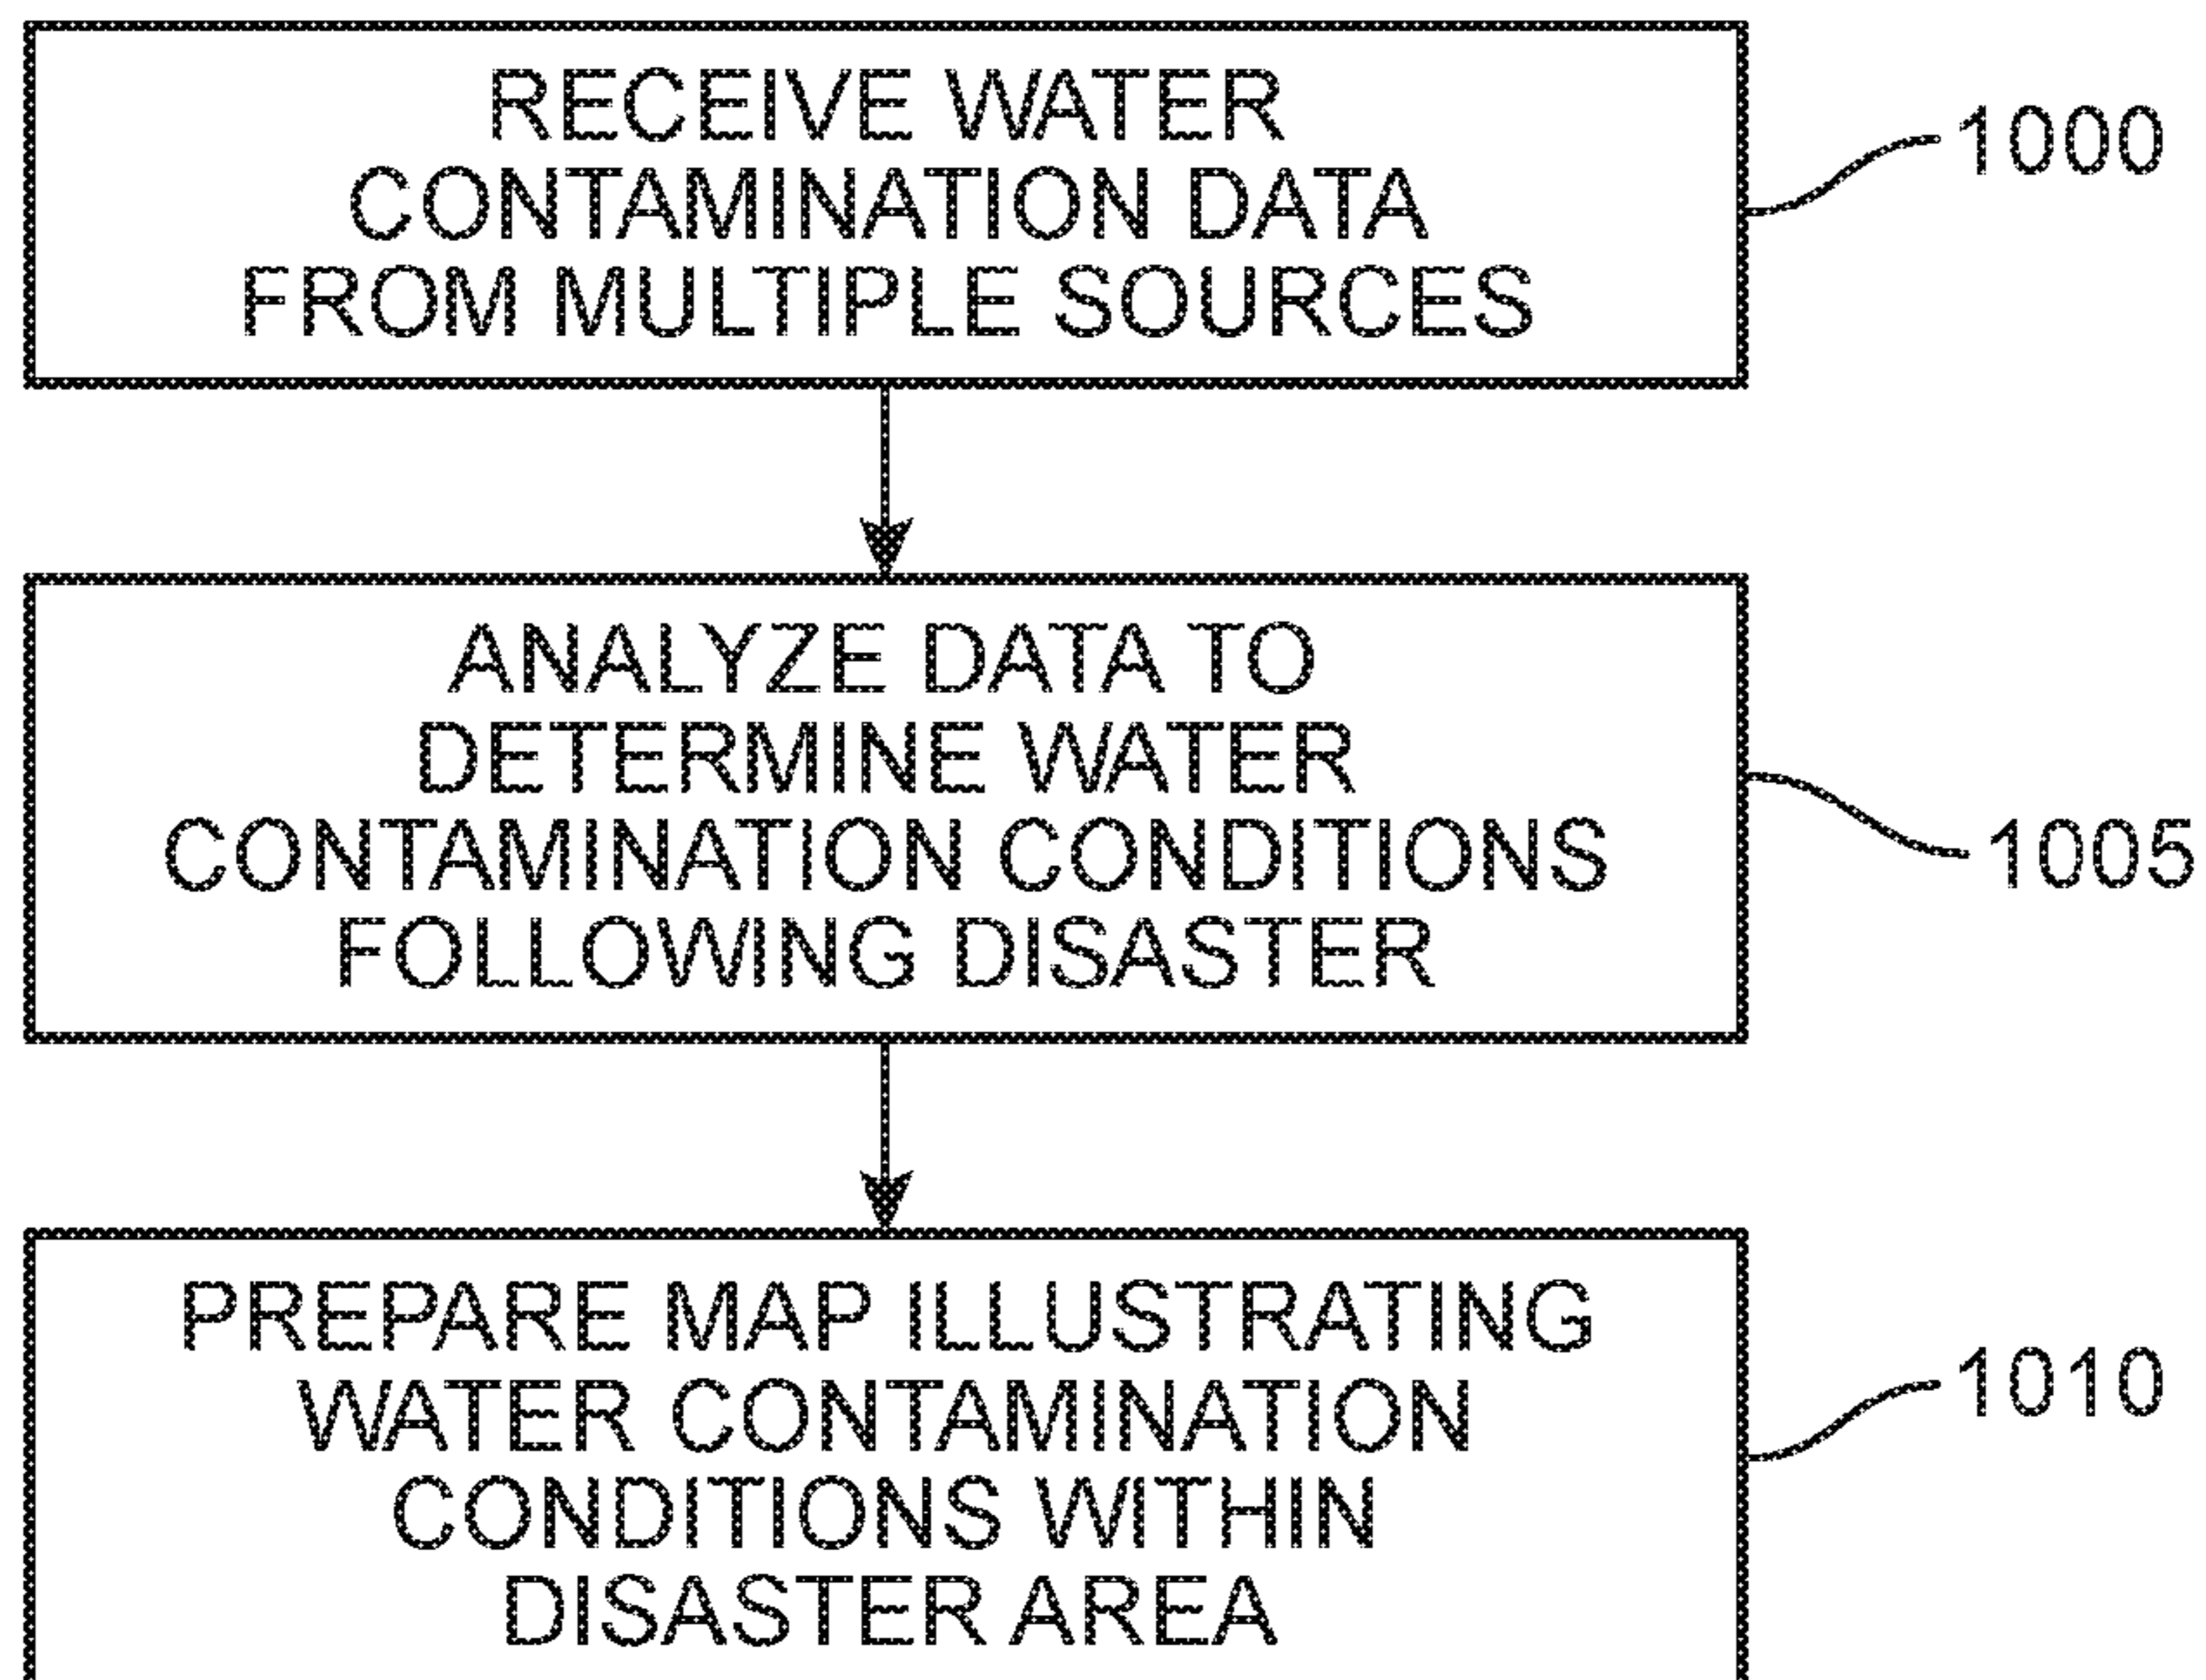 RECEIVE WATER
CONTAMINATION DATA
FROM MULTIPLE SOURCES
1000
ANALYZE DATA TO
DETERMINE WATER
CONTAMINATION CONDITIONS
FOLLOWING DISASTER
1005
PREPARE MAP ILLUSTRATING
WATER CONTAMINATION
CONDITIONS WITHIN
DISASTER AREA
1010